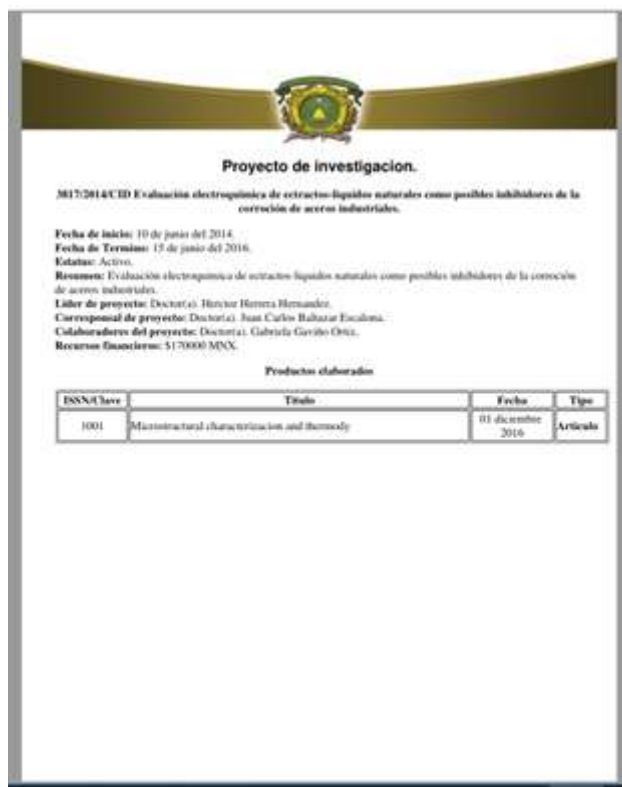 Proyecto de investigacion.
3817/2014/CID Evaluación electroquímica de extractos-líquidos naturales como posibles inhibidores de la
corrosión de aceros industriales.
Fecha de inicio: 10 de junio del 2014.
Fecha de Termino: 15 de junio del 2016.
Estatus: Activo.
Resumen: Evaluación electroquímica de extractos-líquidos naturales como posibles inhibidores de la corrosión
de aceros industriales.
Líder de proyecto: Doctor(a). Hector Herrera Hernandez.
Corresponsal de proyecto: Doctor(a). Juan Carlos Baltazar Escalona.
Colaboradores del proyecto: Doctor(a). Gabriela Gaviño Ortiz.
Recursos financieros: $170000 MNX.
Productos elaborados
ISSN/Clave Titulo Fecha Tipo
1001 Microstructural characterizacion and thermody 01 diciembre Articulo
2016